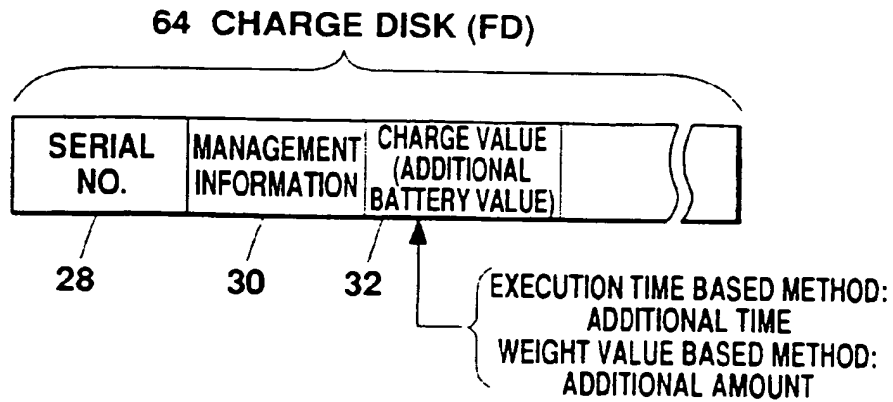 64 CHARGE DISK (FD)
SERIAL
NO.
MANAGEMENT
INFORMATION
CHARGE VALUE
(ADDITIONAL
BATTERY VALUE)
28
30
32
EXECUTION TIME BASED METHOD:
ADDITIONAL TIME
WEIGHT VALUE BASED METHOD:
ADDITIONAL AMOUNT